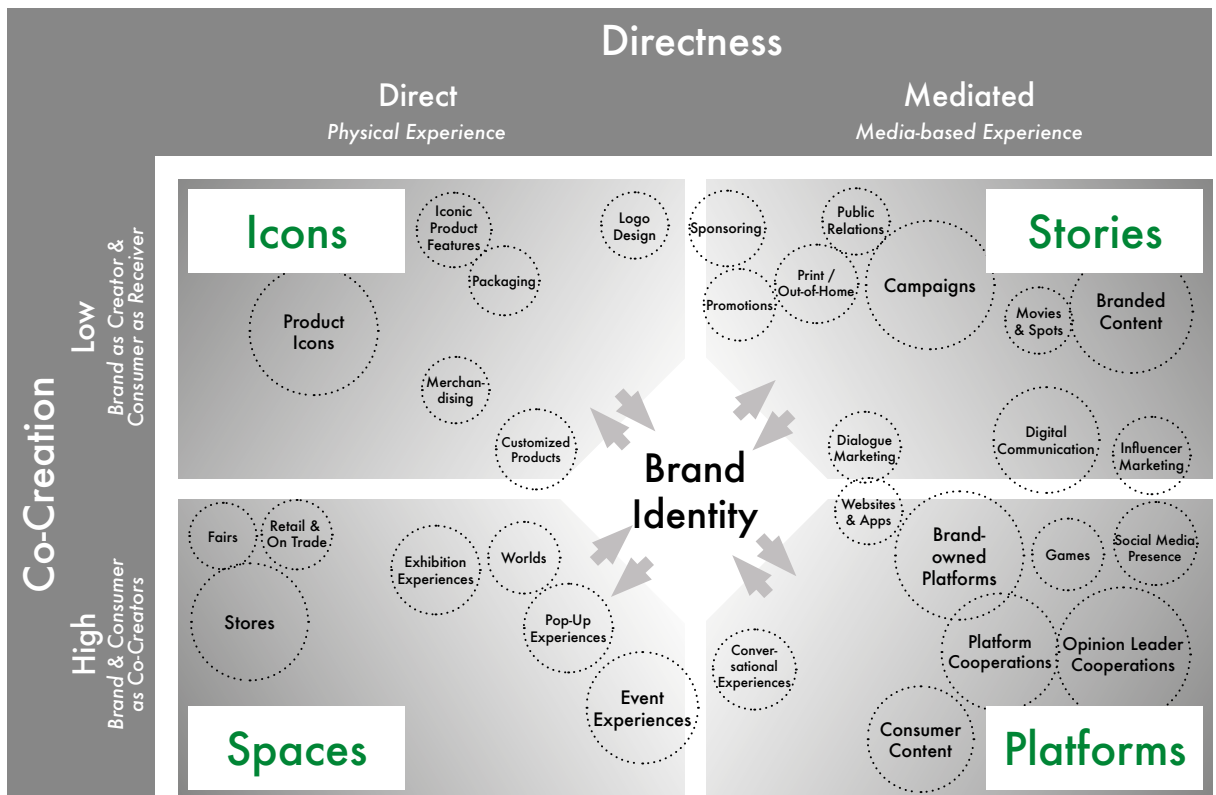 Directness
Direct
Physical Experience
Mediated
Media-based Experience
Co-Creation
Low
Brand as Creator &
Consumer as Receiver
High
Brand & Consumer
as Co-Creators
Icons
Iconic
Product
Features
Packaging
Logo
Design
Product
Icons
Merchan-
dising
Customized
Products
Stories
Sponsoring
Public
Relations
Promotions
Print /
Out-of-Home
Campaigns
Movies
& Spots
Branded
Content
Dialogue
Marketing
Digital
Communication
Influencer
Marketing
Brand
Identity
Spaces
Fairs
Retail &
On Trade
Stores
Exhibition
Experiences
Worlds
Pop-Up
Experiences
Event
Experiences
Platforms
Websites
& Apps
Brand-
owned
Platforms
Games
Social Media
Presence
Conver-
sational
Experiences
Platform
Cooperations
Opinion Leader
Cooperations
Consumer
Content